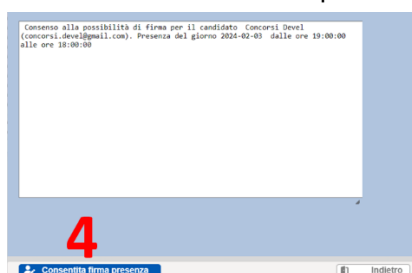 Consenso alla possibilità di firma per il candidato Concorsi Devel
(concorsi.devel@gmail.com). Presenza del giorno 2024-02-03 dalle ore 19:00:00
alle ore 18:00:00
4
Consentita firma presenza
Indietro